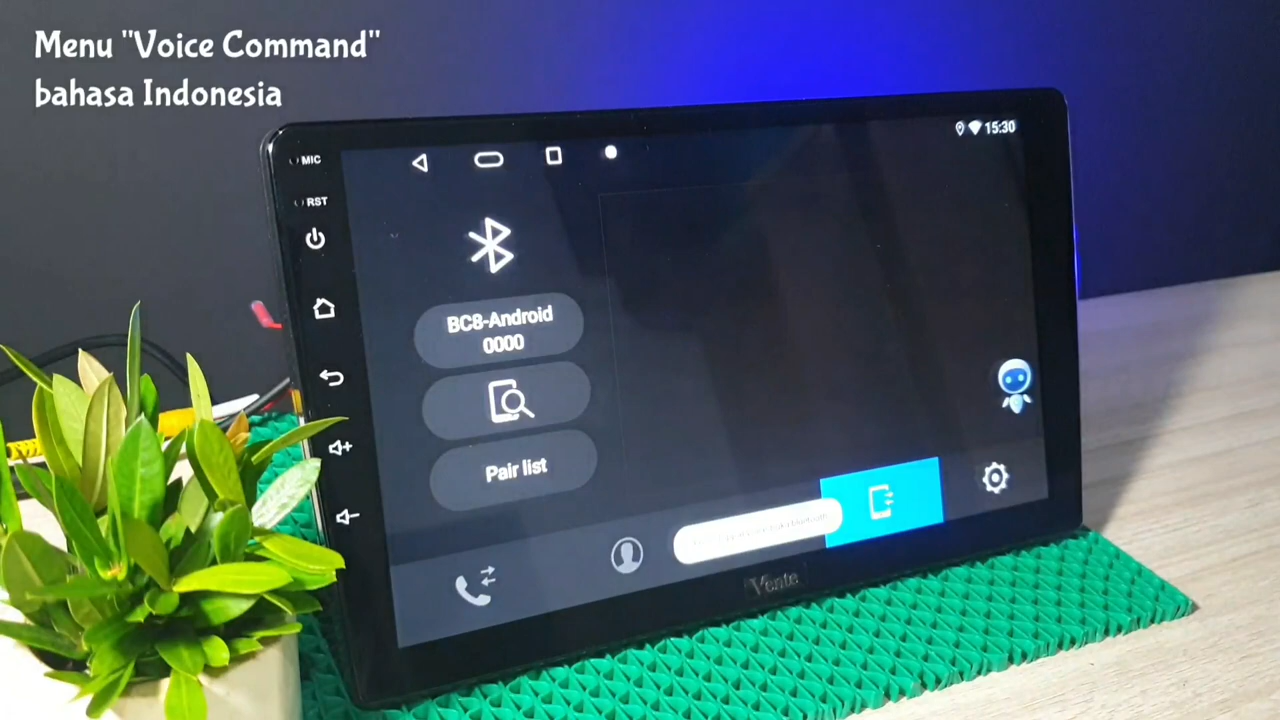 Menu "Voice Command"
bahasa Indonesia
MIC
15:30
RST
BC8-Android
0000
Pair list
Vente